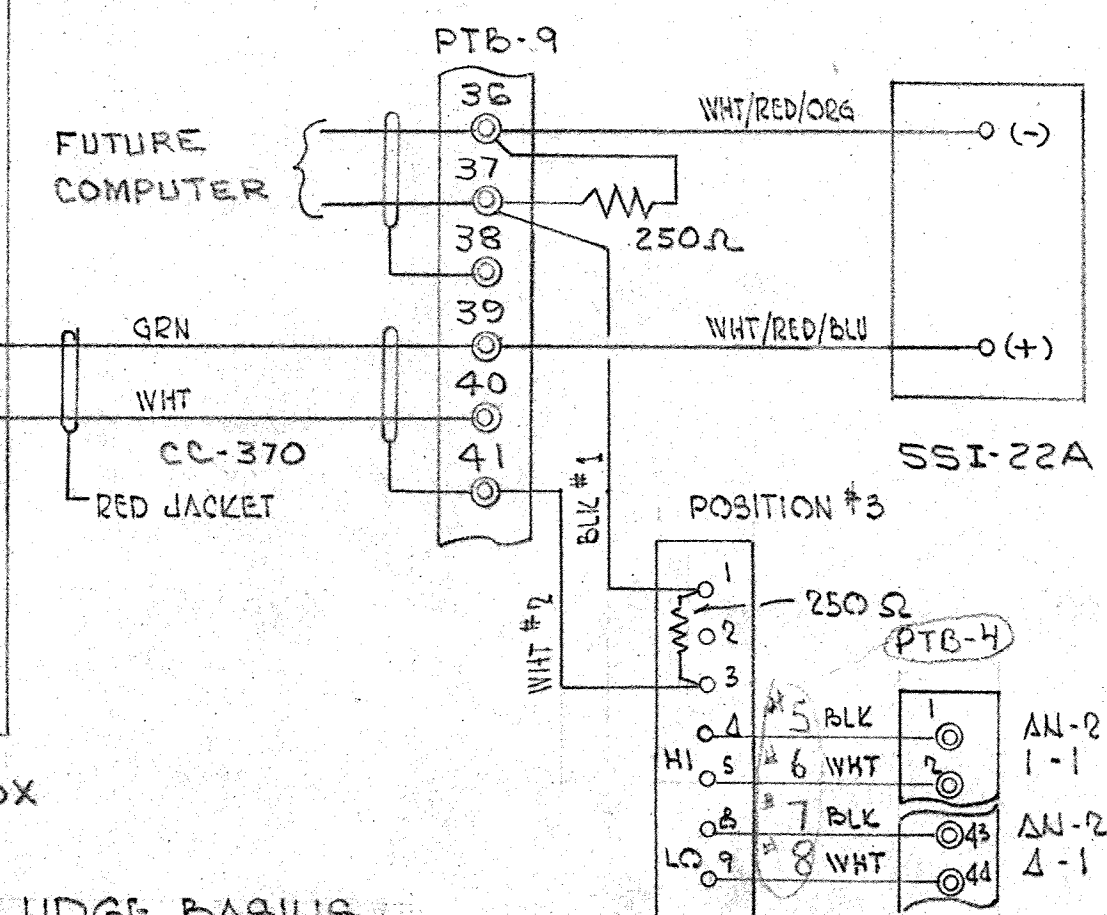 PTB-9
36
WHT/RED/ORG
(-)
FUTURE
COMPUTER
37
250Ω
38
39
GRN
WHT/RED/BLU
(+)
40
WHT
CC-370
41
SSI-22A
RED JACKET
BLK #1
POSITION #3
WHT #2
1
250 Ω
2
PTB-4
3
4
#5 BLK
1
AN-2
1-1
HI
5
#6 WHT
2
8
#7 BLK
43
AN-2
4-1
LO
9
#8 WHT
44
OX